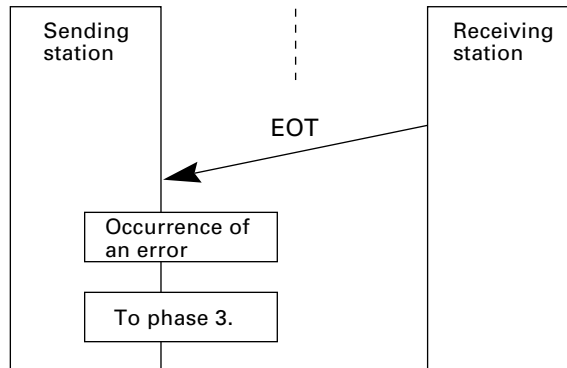 Sending
station
Receiving
station
EOT
Occurrence of
an error
To phase 3.